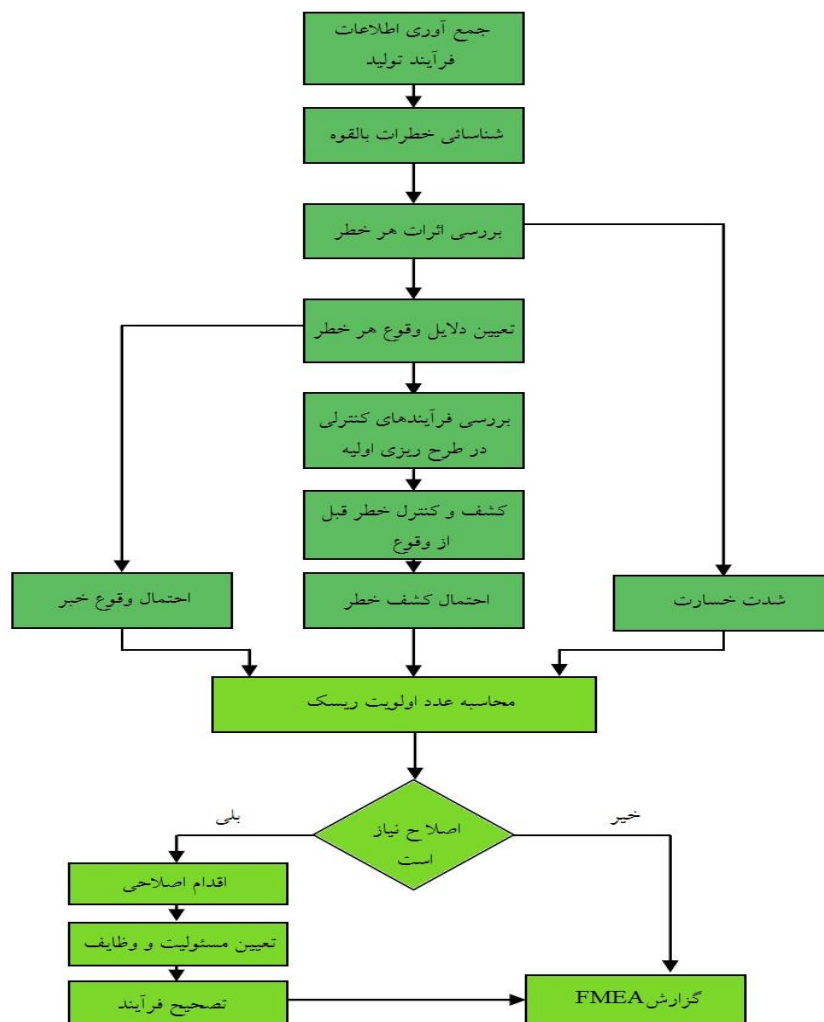 جمع آوری اطلاعات
فرآیند تولید
شناسائی خطرات بالقوه
بررسی اثرات هر خطر
تعیین دلایل وقوع هر خطر
بررسی فرآیندهای کنترلی
در طرح ریزی اولیه
کشف و کنترل خطر قبل
از وقوع
شدت خسارت
احتمال کشف خطر
احتمال وقوع خبر
محاسبه عدد اولویت ریسک
اصلاح نیاز
است
خیر
بلی
اقدام اصلاحی
تعیین مسئولیت و وظایف
تصحیح فرآیند
گزارش FMEA